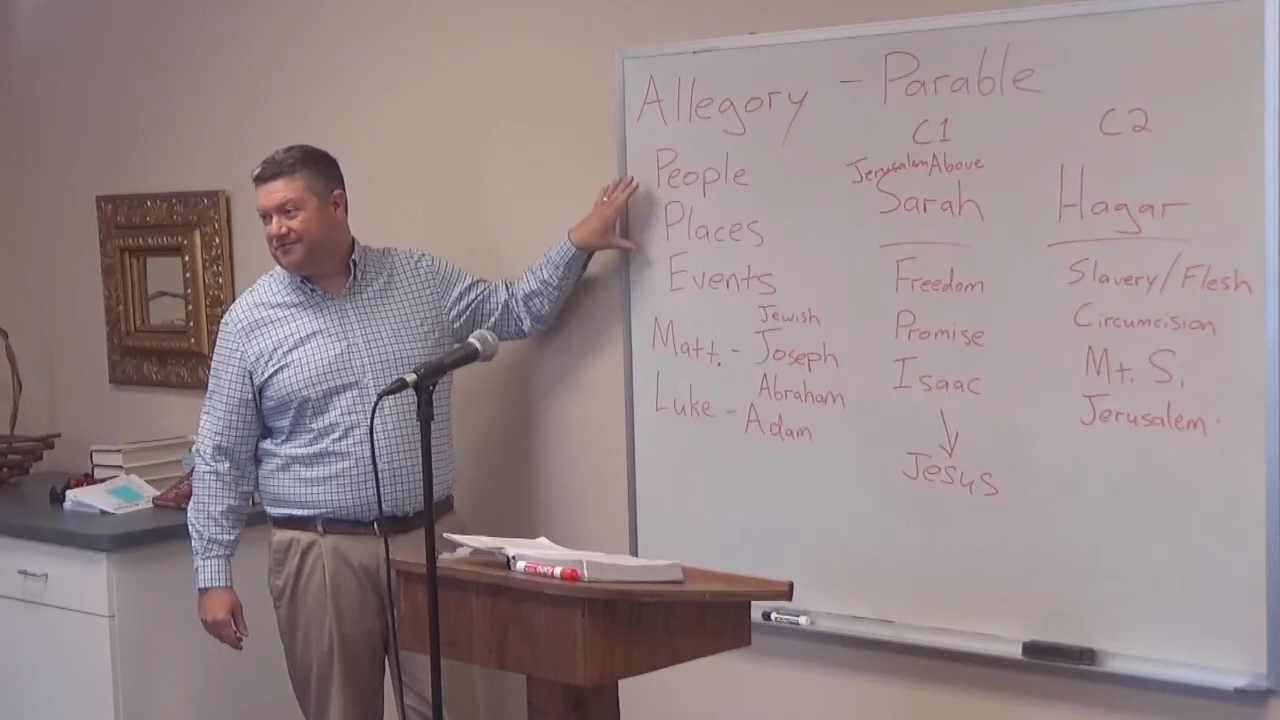 Allegory - Parable
People
Places
Events
Matt. - Jewish Joseph
Abraham
Luke - Adam
C1
Jerusalem Above
Sarah
Freedom
Promise
Isaac
Jesus
C2
Hagar
Slavery/Flesh
Circumcision
Mt. S.
Jerusalem